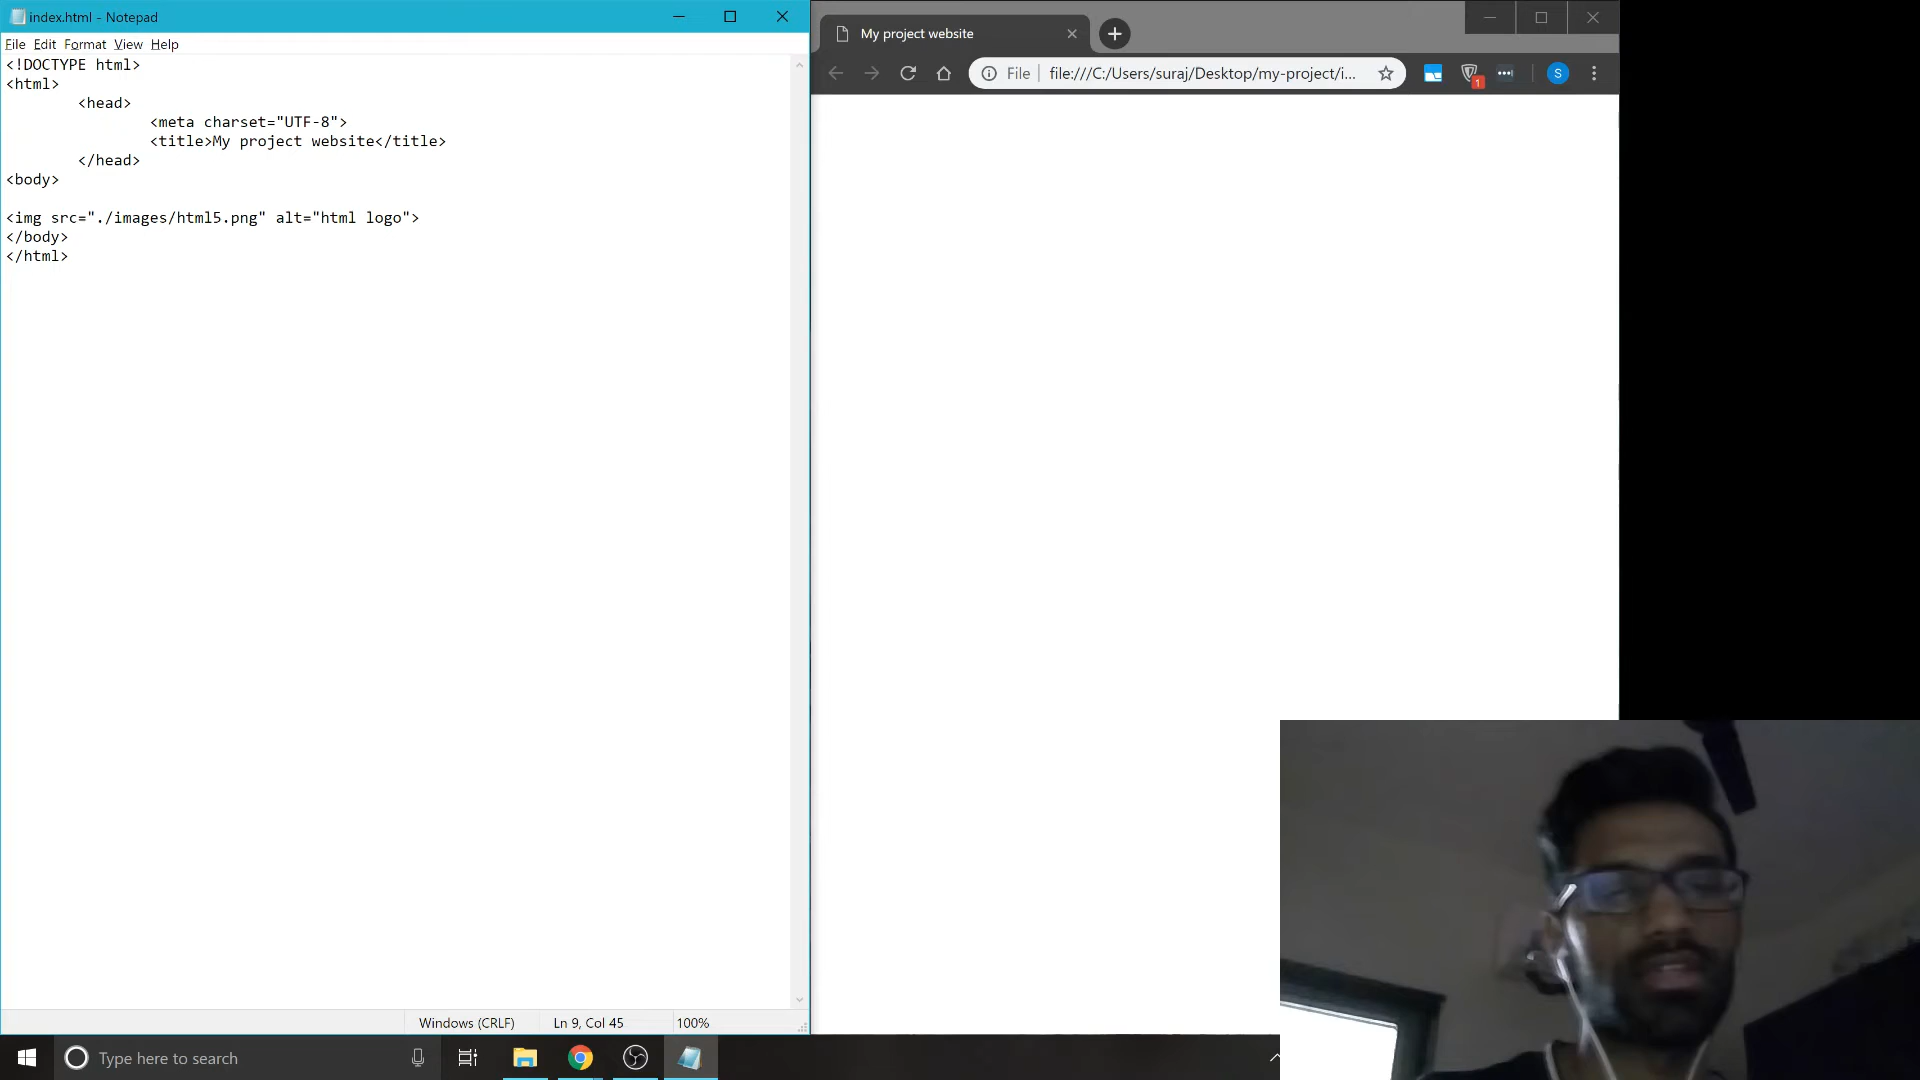 index.html - Notepad
File Edit Format View Help
<!DOCTYPE html>
<html>
<head>
<meta charset="UTF-8">
<title>My project website</title>
</head>
<body>
<img src="./images/html5.png" alt="html logo">
</body>
</html>
Windows (CRLF)
Ln 9, Col 45
100%
My project website
File
file:///C:/Users/suraj/Desktop/my-project/i...
1
S
Type here to search